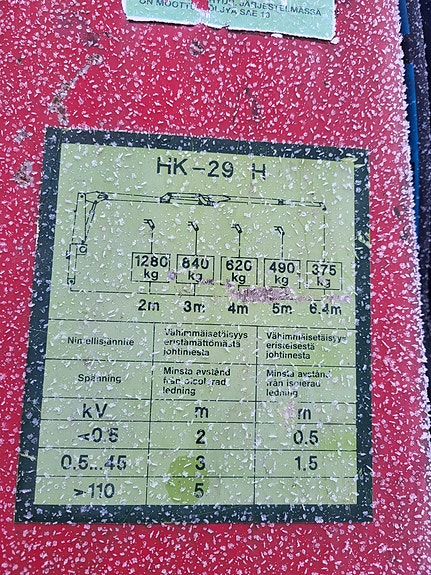 ON MOOTTORIÖLJYÄ SAE 10
HK-29 H
1280 kg 840 kg 620 kg 490 kg 375 kg
2m 3m 4m 5m 6.4m
Nimellisjännite
Vähimmäisetäisyys
eristämättömästä
johtimesta
Vähimmäisetäisyys
eristetystä
johtimesta
Spänning
Minsta avstånd
från oisolerad
ledning
Minsta avstånd
från isolerad
ledning
kV m m
<0.5 2 0.5
0.5...45 3 1.5
>110 5